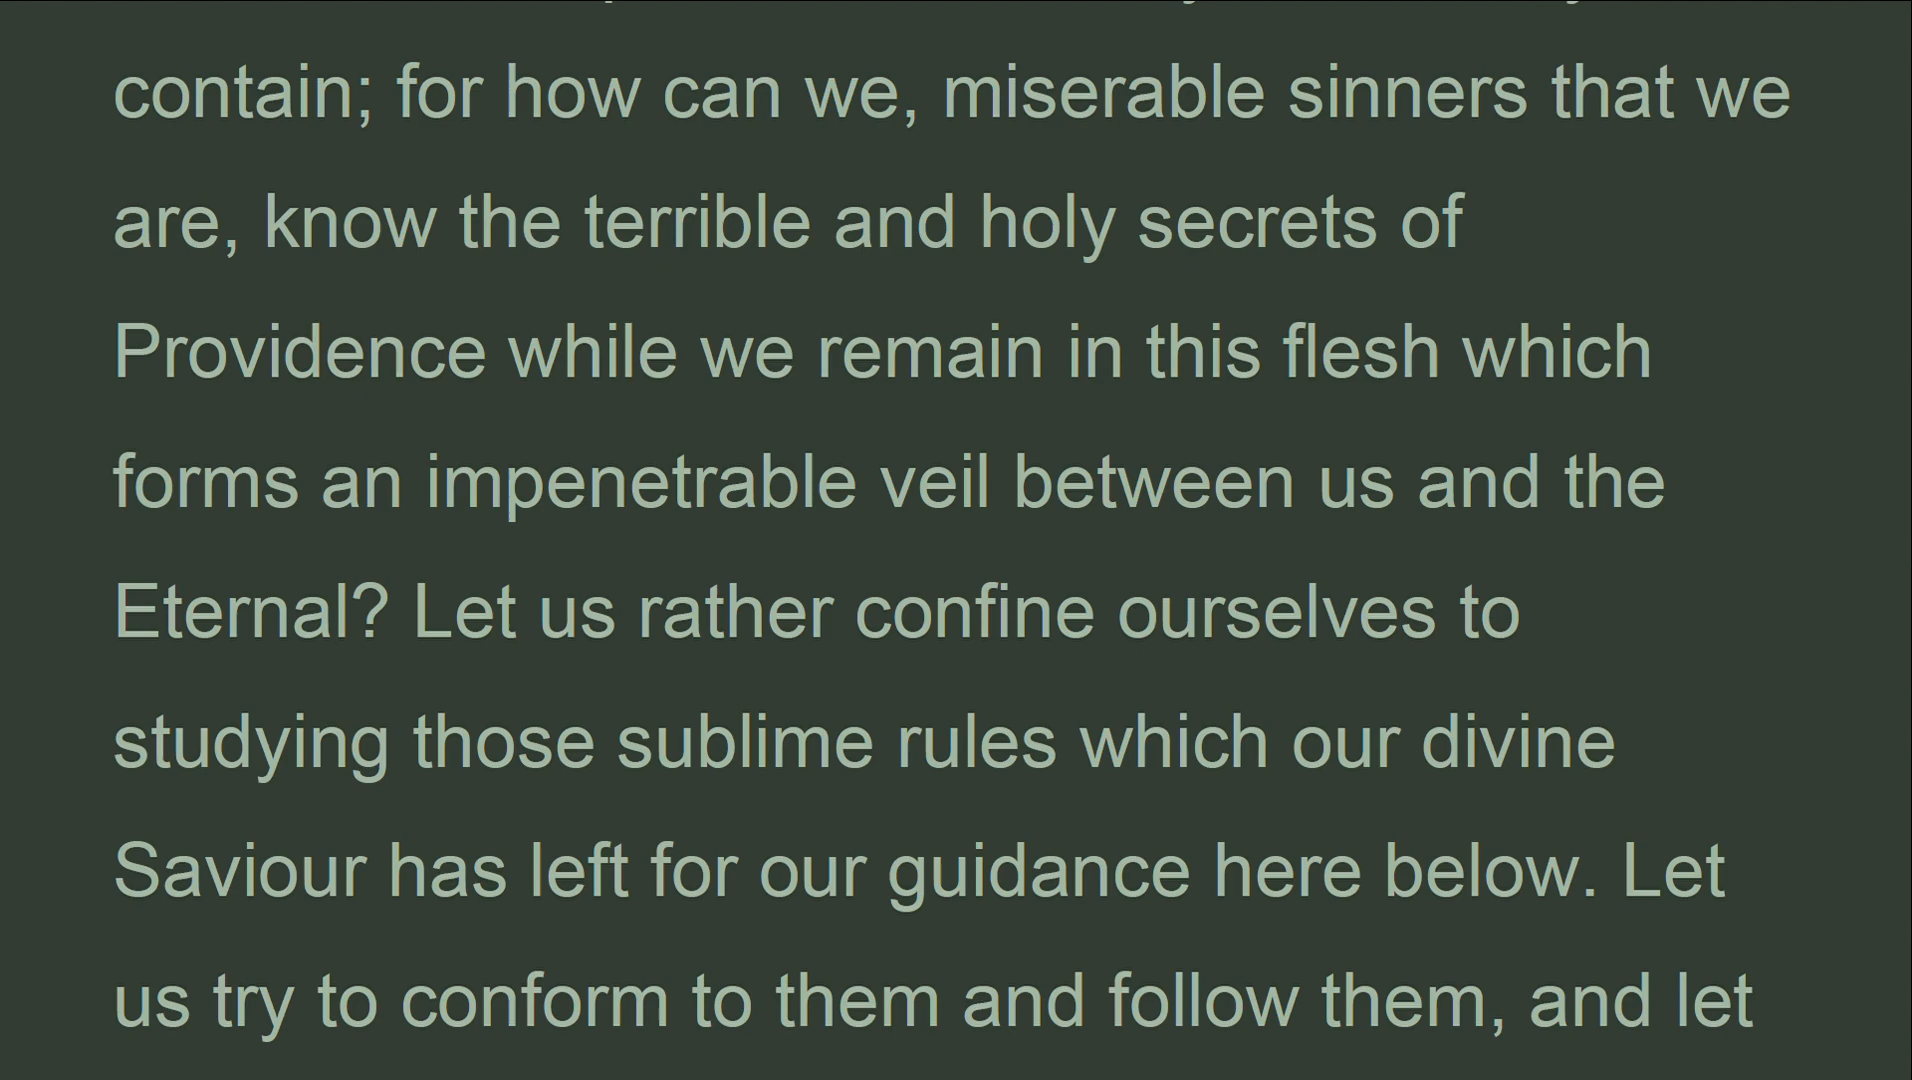 contain; for how can we, miserable sinners that we
are, know the terrible and holy secrets of
Providence while we remain in this flesh which
forms an impenetrable veil between us and the
Eternal? Let us rather confine ourselves to
studying those sublime rules which our divine
Saviour has left for our guidance here below. Let
us try to conform to them and follow them, and let